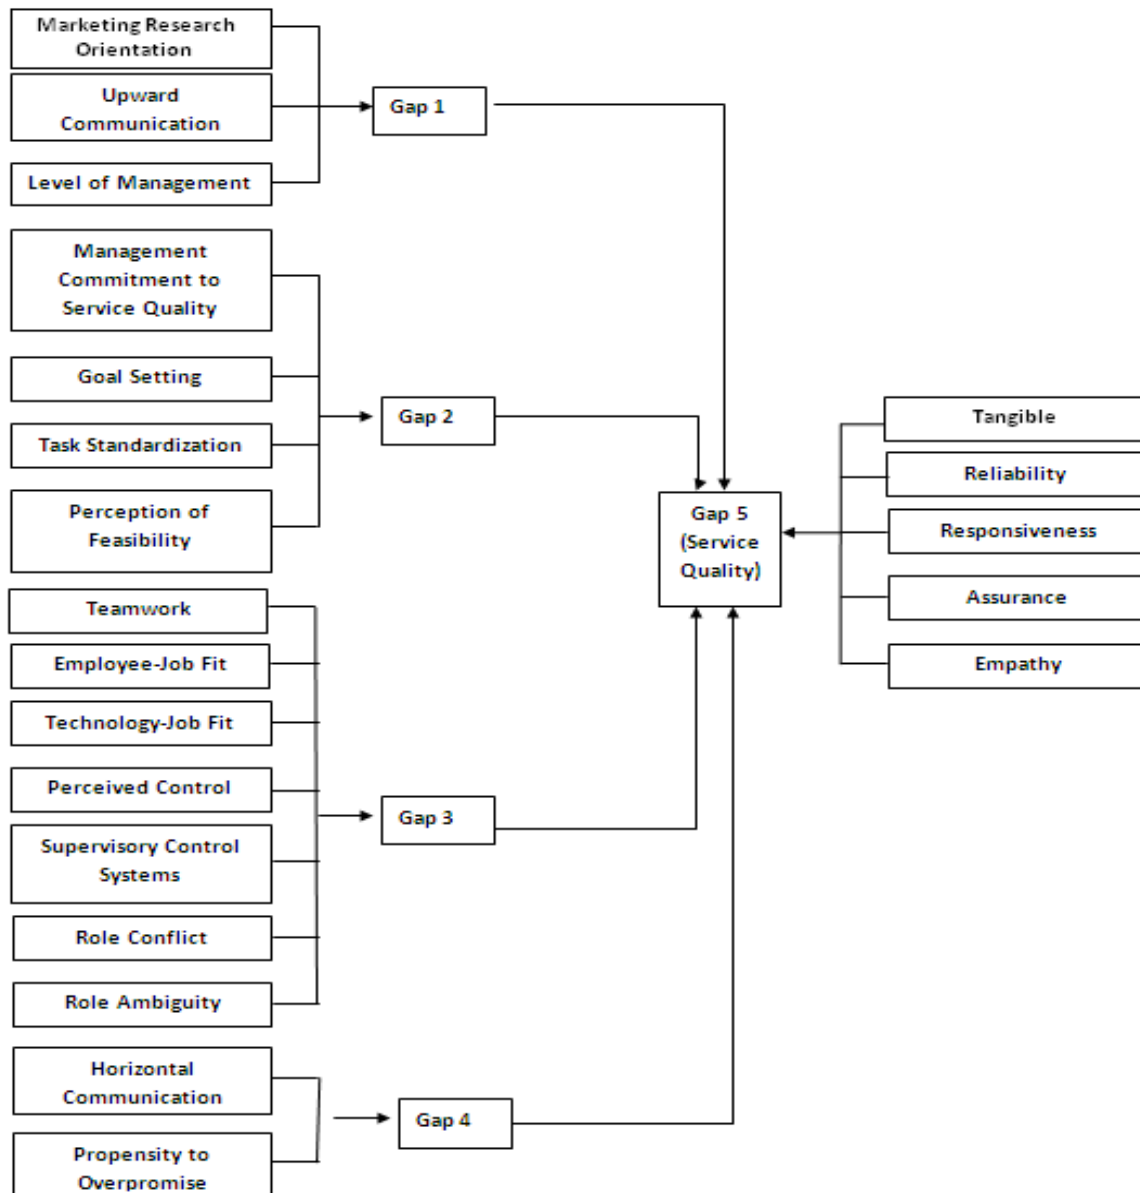 Marketing Research
Orientation
Upward
Communication
Level of Management
Gap 1
Management
Commitment to
Service Quality
Goal Setting
Task Standardization
Perception of
Feasibility
Gap 2
Teamwork
Employee-Job Fit
Technology-Job Fit
Perceived Control
Supervisory Control
Systems
Role Conflict
Role Ambiguity
Gap 3
Horizontal
Communication
Propensity to
Overpromise
Gap 4
Gap 5
(Service
Quality)
Tangible
Reliability
Responsiveness
Assurance
Empathy